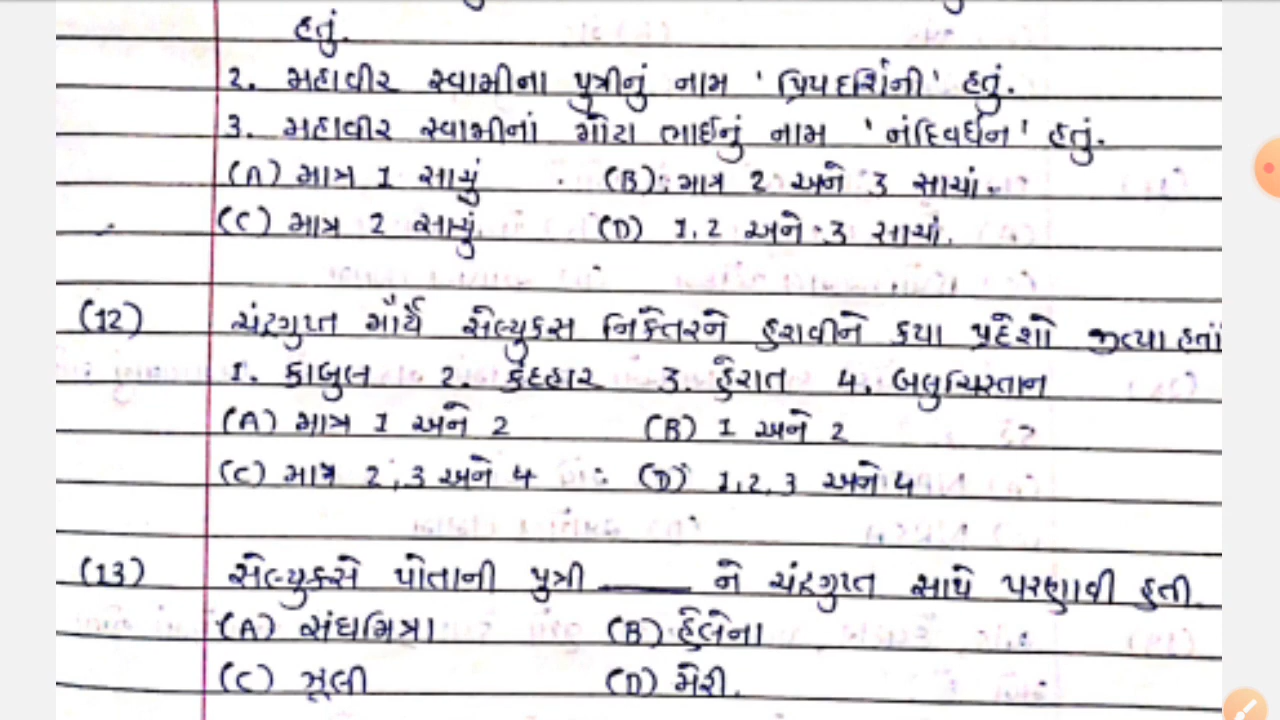 હતું.
2. મહાવીર સ્વામીના પુત્રીનું નામ 'પ્રિયદર્શિની' હતું.
3. મહાવીર સ્વામીનાં મોટા ભાઈનું નામ 'નંદિવર્ધન' હતું.
(A) માત્ર 1 સાચું (B) માત્ર 2 અને 3 સાચાં.
(C) માત્ર 2 સાચું (D) 1,2 અને 3 સાચાં.
(12) ચંદ્રગુપ્ત મૌર્ય સેલ્યુકસ નિકેતરને હરાવીને કયા પ્રદેશો જીત્યા હતાં
1. કાબુલ 2. કંદહાર 3. હેરાત 4. બલુચિસ્તાન
(A) માત્ર 1 અને 2 (B) 1 અને 2
(C) માત્ર 2,3 અને 4 (D) 1,2,3 અને 4
(13) સેલ્યુકસે પોતાની પુત્રી ____ ને ચંદ્રગુપ્ત સાથે પરણાવી હતી.
(A) સંઘમિત્રા (B) હેલેના
(C) મૂલી (D) મેરી.